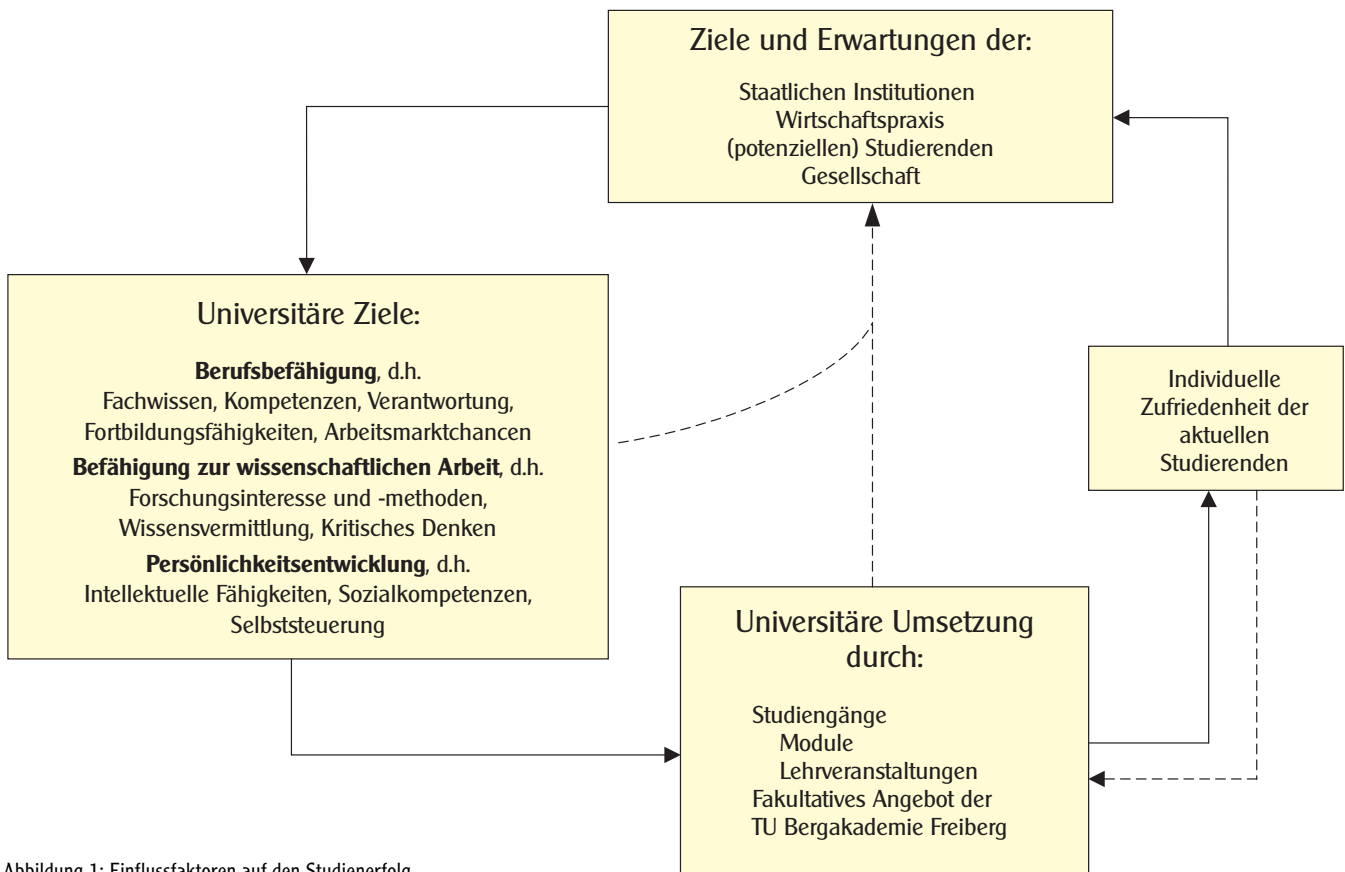 Ziele und Erwartungen der:
Staatlichen Institutionen
Wirtschaftspraxis
(potenziellen) Studierenden
Gesellschaft
Universitäre Ziele:
Berufsbefähigung, d.h.
Fachwissen, Kompetenzen, Verantwortung,
Fortbildungsfähigkeiten, Arbeitsmarktchancen
Befähigung zur wissenschaftlichen Arbeit, d.h.
Forschungsinteresse und -methoden,
Wissensvermittlung, Kritisches Denken
Persönlichkeitsentwicklung, d.h.
Intellektuelle Fähigkeiten, Sozialkompetenzen,
Selbststeuerung
Individuelle
Zufriedenheit der
aktuellen
Studierenden
Universitäre Umsetzung
durch:
Studiengänge
Module
Lehrveranstaltungen
Fakultatives Angebot der
TU Bergakademie Freiberg
Abbildung 1: Einflussfaktoren auf den Studienerfolg